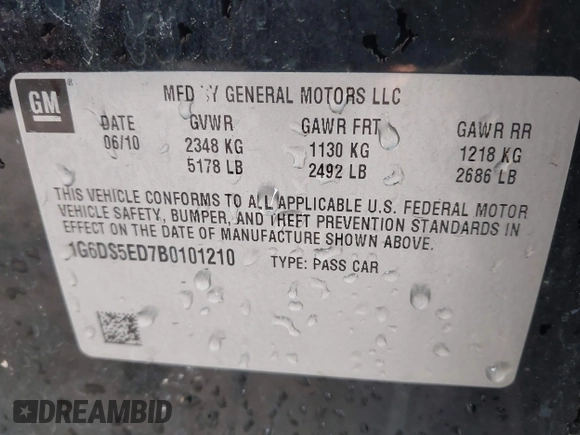 GM ®
MFD BY GENERAL MOTORS LLC
DATE GVWR GAWR FRT GAWR RR
06/10 2348 KG 1130 KG 1218 KG
5178 LB 2492 LB 2686 LB
THIS VEHICLE CONFORMS TO ALL APPLICABLE U.S. FEDERAL MOTOR
VEHICLE SAFETY, BUMPER, AND THEFT PREVENTION STANDARDS IN
EFFECT ON THE DATE OF MANUFACTURE SHOWN ABOVE.
1G6DS5ED7B0101210 TYPE: PASS CAR
DREAMBID